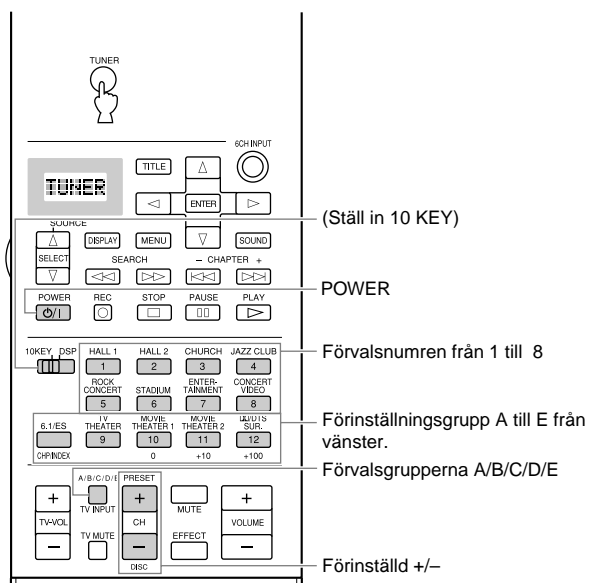 TUNER
6CH INPUT
TITLE
TUNER
ENTER
(Ställ in 10 KEY)
SOURCE
SELECT
DISPLAY
MENU
SOUND
SEARCH
– CHAPTER +
POWER
REC
STOP
PAUSE
PLAY
POWER
10KEY
DSP
HALL 1
HALL 2
CHURCH
JAZZ CLUB
1
2
3
4
Förvalsnumren från 1 till 8
ROCK CONCERT
STADIUM
ENTER-
TAINMENT
CONCERT
VIDEO
5
6
7
8
6.1/ES
TV
THEATER
MOVIE
THEATER 1
MOVIE
THEATER 2
/DTS
SUR.
9
10
11
12
CHP/INDEX
0
+10
+100
Förinställningsgrupp A till E från
vänster.
Förvalsgrupperna A/B/C/D/E
A/B/C/D/E
PRESET
+
TV-VOL
–
TV INPUT
TV MUTE
+
CH
–
DISC
MUTE
EFFECT
+
VOLUME
–
Förinställd +/–